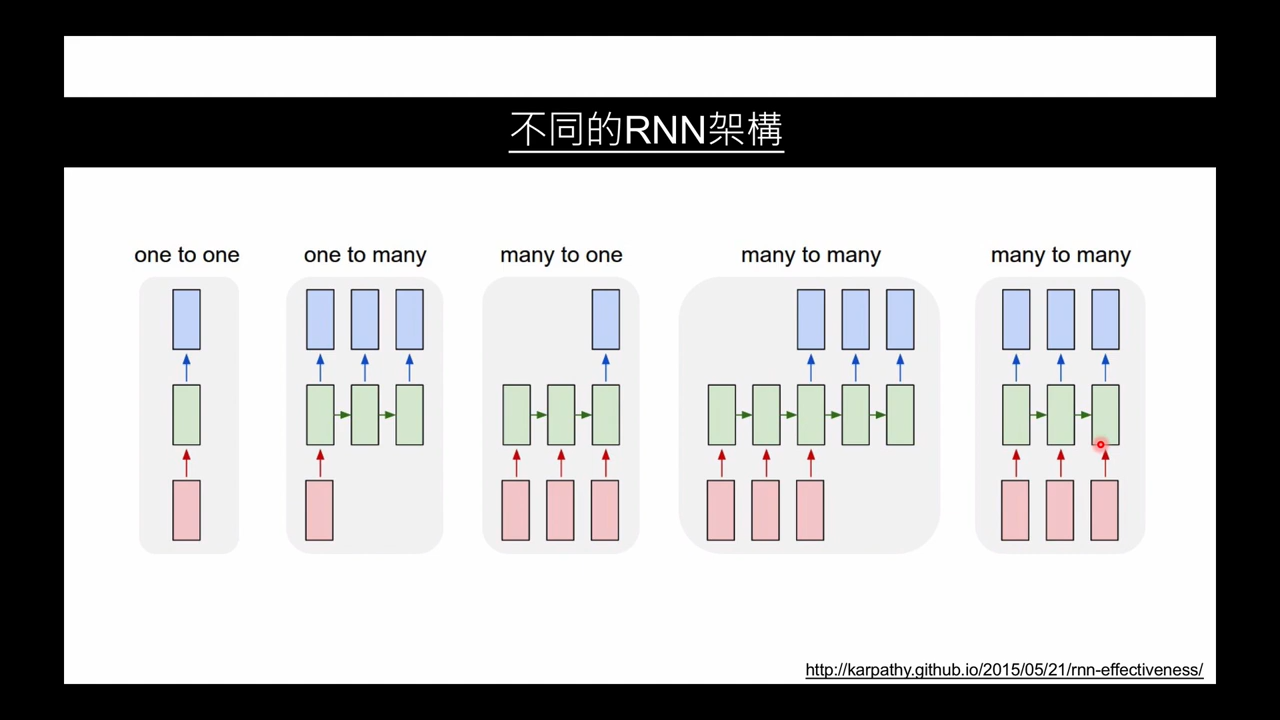 不同的RNN架構
one to one
one to many
many to one
many to many
many to many
http://karpathy.github.io/2015/05/21/rnn-effectiveness/